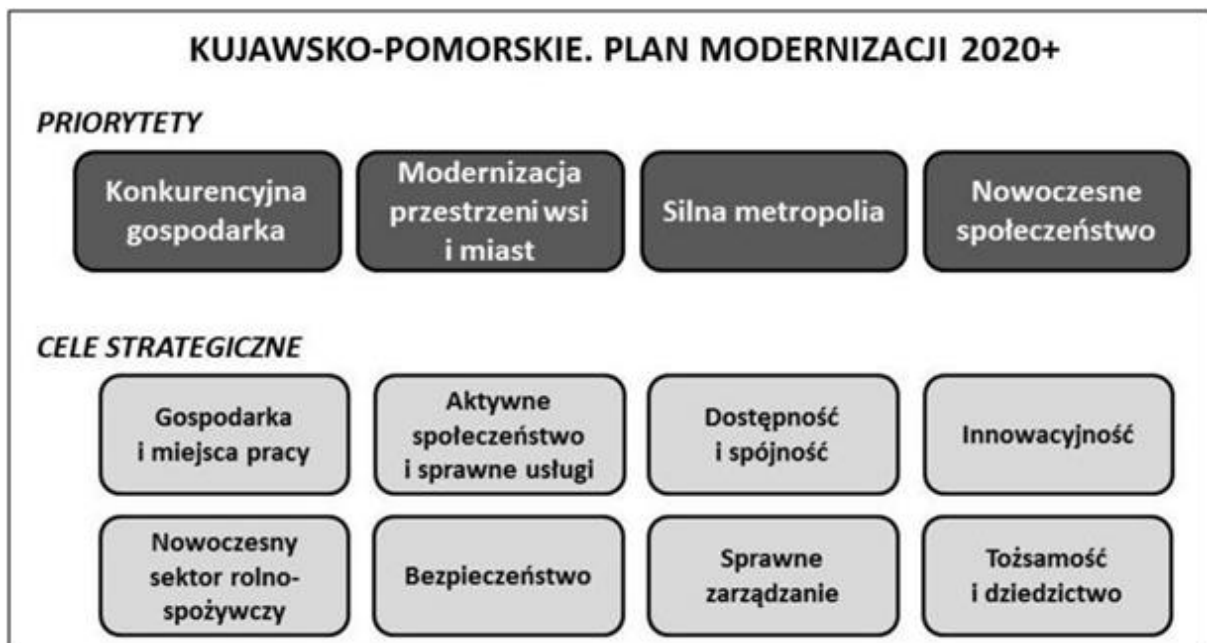 KUJAWSKO-POMORSKIE. PLAN MODERNIZACJI 2020+
PRIORYTETY
Konkurencyjna
gospodarka
Modernizacja
przestrzeni wsi
i miast
Silna metropolia
Nowoczesne
społeczeństwo
CELE STRATEGICZNE
Gospodarka
i miejsca pracy
Aktywne
społeczeństwo
i sprawne usługi
Dostępność
i spójność
Innowacyjność
Nowoczesny
sektor rolno-
spożywczy
Bezpieczeństwo
Sprawne
zarządzanie
Tożsamość
i dziedzictwo